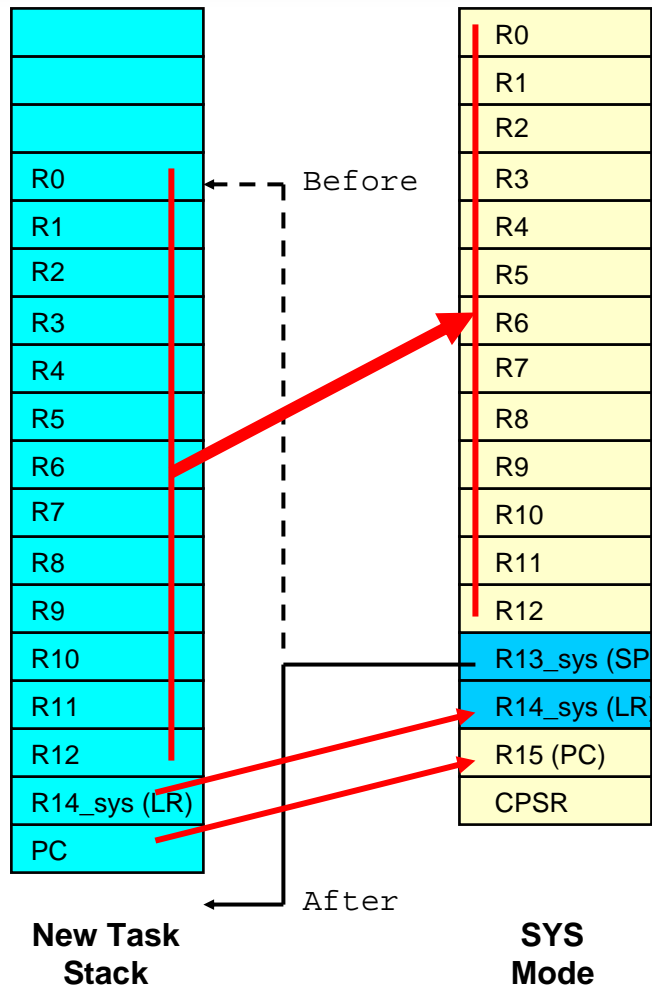 R0
R1
R2
R3
R4
R5
R6
R7
R8
R9
R10
R11
R12
R14_sys (LR)
PC
New Task
Stack
Before
After
R0
R1
R2
R3
R4
R5
R6
R7
R8
R9
R10
R11
R12
R13_sys (SP
R14_sys (LR)
R15 (PC)
CPSR
SYS
Mode